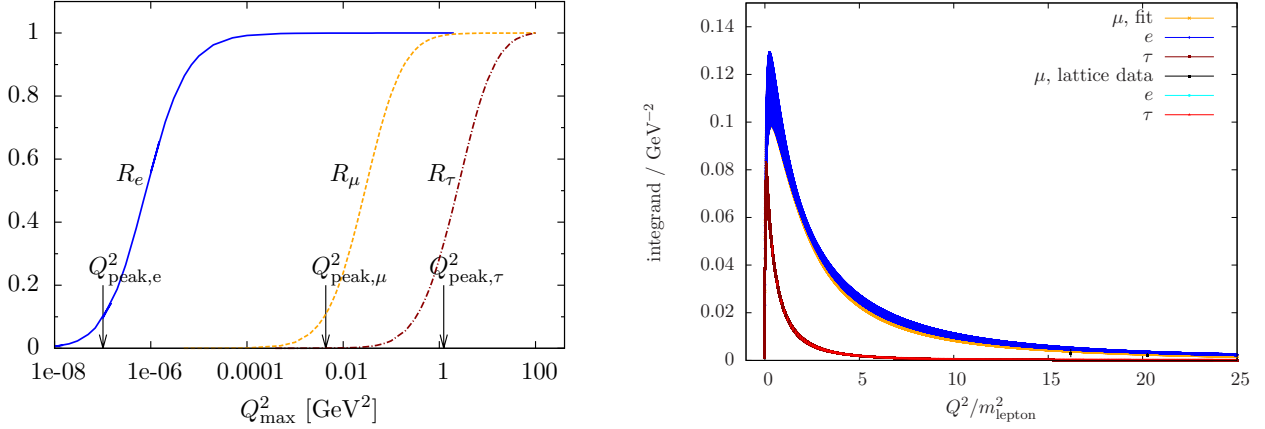 1
0.8
0.6
0.4
0.2
0
R_e
R_μ
R_τ
Q²_peak,e
Q²_peak,μ
Q²_peak,τ
1e-08 1e-06 0.0001 0.01 1 100
Q²_max [GeV²]
0.14
0.12
0.1
0.08
0.06
0.04
0.02
0
integrand / GeV⁻²
μ, fit
e
τ
μ, lattice data
e
τ
0 5 10 15 20 25
Q²/m²_lepton